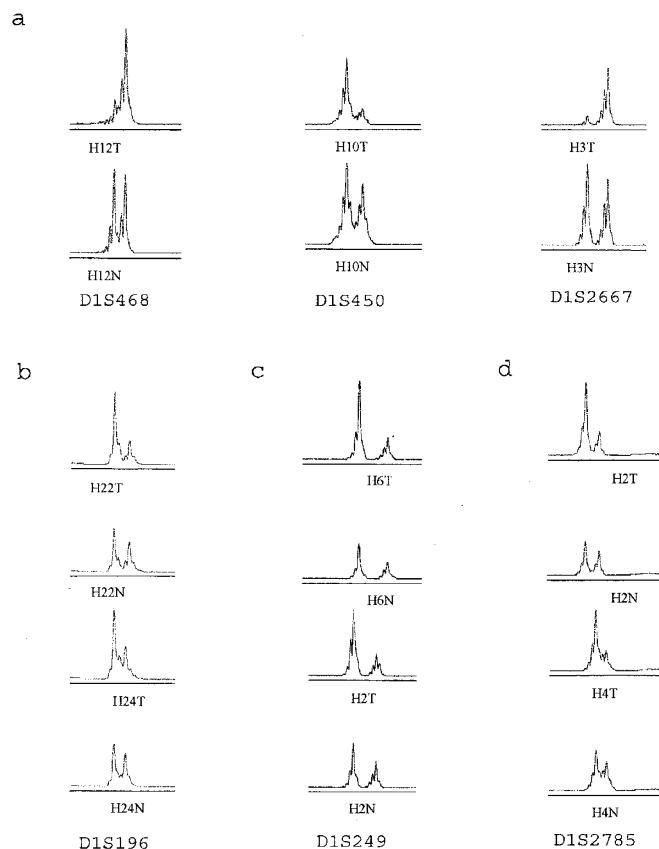 a
H12T H10T H3T
H12N H10N H3N
D1S468 D1S450 D1S2667
b c d
H22T H6T H2T
H22N H6N H2N
H24T H2T H4T
H24N H2N H4N
D1S196 D1S249 D1S2785